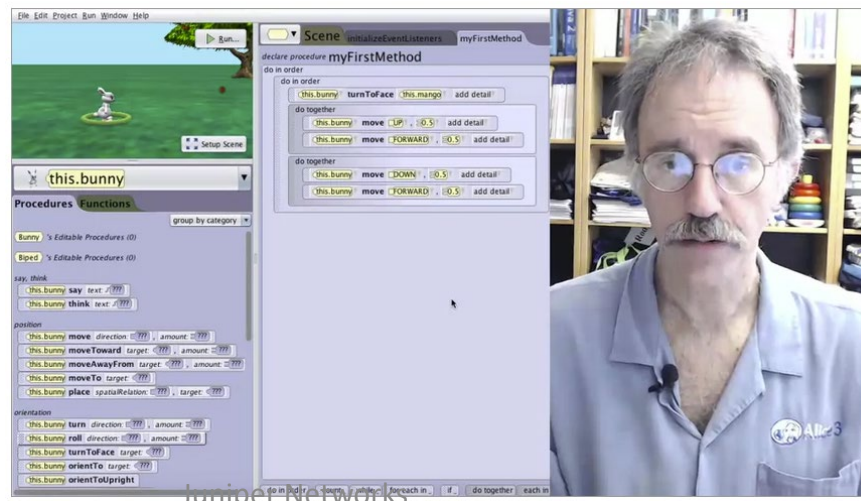 File Edit Project Run Window Help
Run...
Setup Scene
this.bunny
Procedures Functions
group by category
Bunny 's Editable Procedures (0)
Biped 's Editable Procedures (0)
say, think
this.bunny say text: ???
this.bunny think text: ???
position
this.bunny move direction: ??? , amount: ???
this.bunny moveToward target: ??? , amount: ???
this.bunny moveAwayFrom target: ??? , amount: ???
this.bunny moveTo target: ???
this.bunny place spatialRelation: ??? , target: ???
orientation
this.bunny turn direction: ??? , amount: ???
this.bunny roll direction: ??? , amount: ???
this.bunny turnToFace target: ???
this.bunny orientTo target: ???
this.bunny orientToUpright
Scene initializeEventListeners myFirstMethod
declare procedure myFirstMethod
do in order
do in order
this.bunny turnToFace this.mango add detail
do together
this.bunny move UP , 0.5 add detail
this.bunny move FORWARD , 0.5 add detail
do together
this.bunny move DOWN , 0.5 add detail
this.bunny move FORWARD , 0.5 add detail
do in order count while for each in if do together each in
Juniper Networks
Alice 3